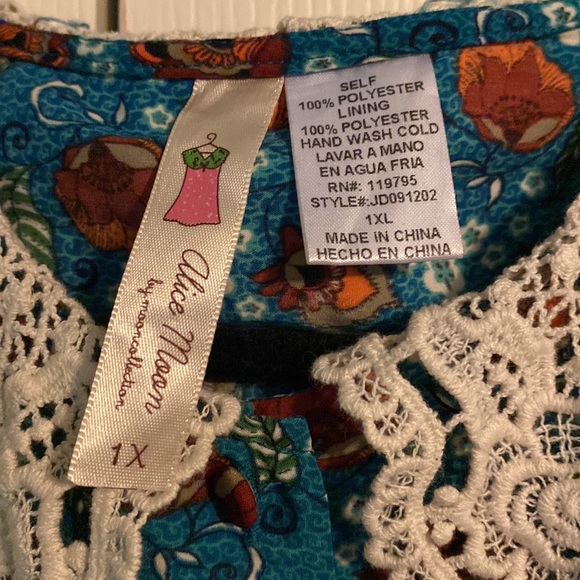 Alice Moon
by moon collection
1X
SELF
100% POLYESTER
LINING
100% POLYESTER
HAND WASH COLD
LAVAR A MANO
EN AGUA FRIA
RN#: 119795
STYLE#:JD091202
1XL
MADE IN CHINA
HECHO EN CHINA